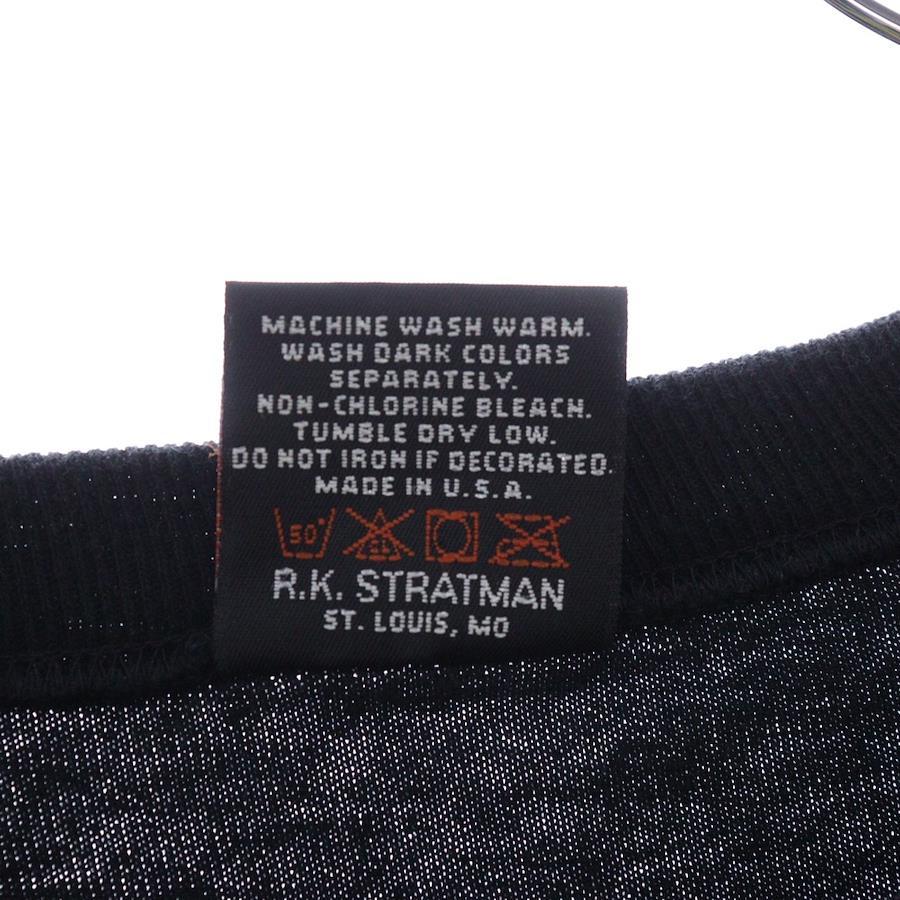 MACHINE WASH WARM.
WASH DARK COLORS
SEPARATELY.
NON-CHLORINE BLEACH.
TUMBLE DRY LOW.
DO NOT IRON IF DECORATED.
MADE IN U.S.A.
50°
R.K. STRATMAN
ST. LOUIS, MO